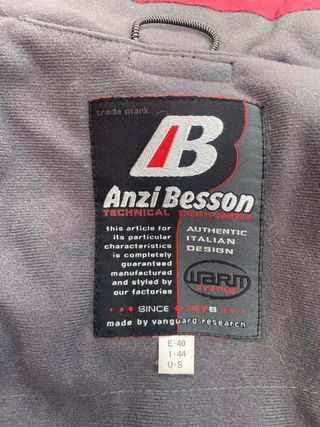 trade mark
AB
Anzi Besson
TECHNICAL EQUIPMENT
this article for
its particular
characteristics
is completely
guaranteed
manufactured
and styled by
our factories
AUTHENTIC
ITALIAN
DESIGN
WARM
SYSTEM
SINCE 1976
made by vanguard research
E-40
I-44
U-S